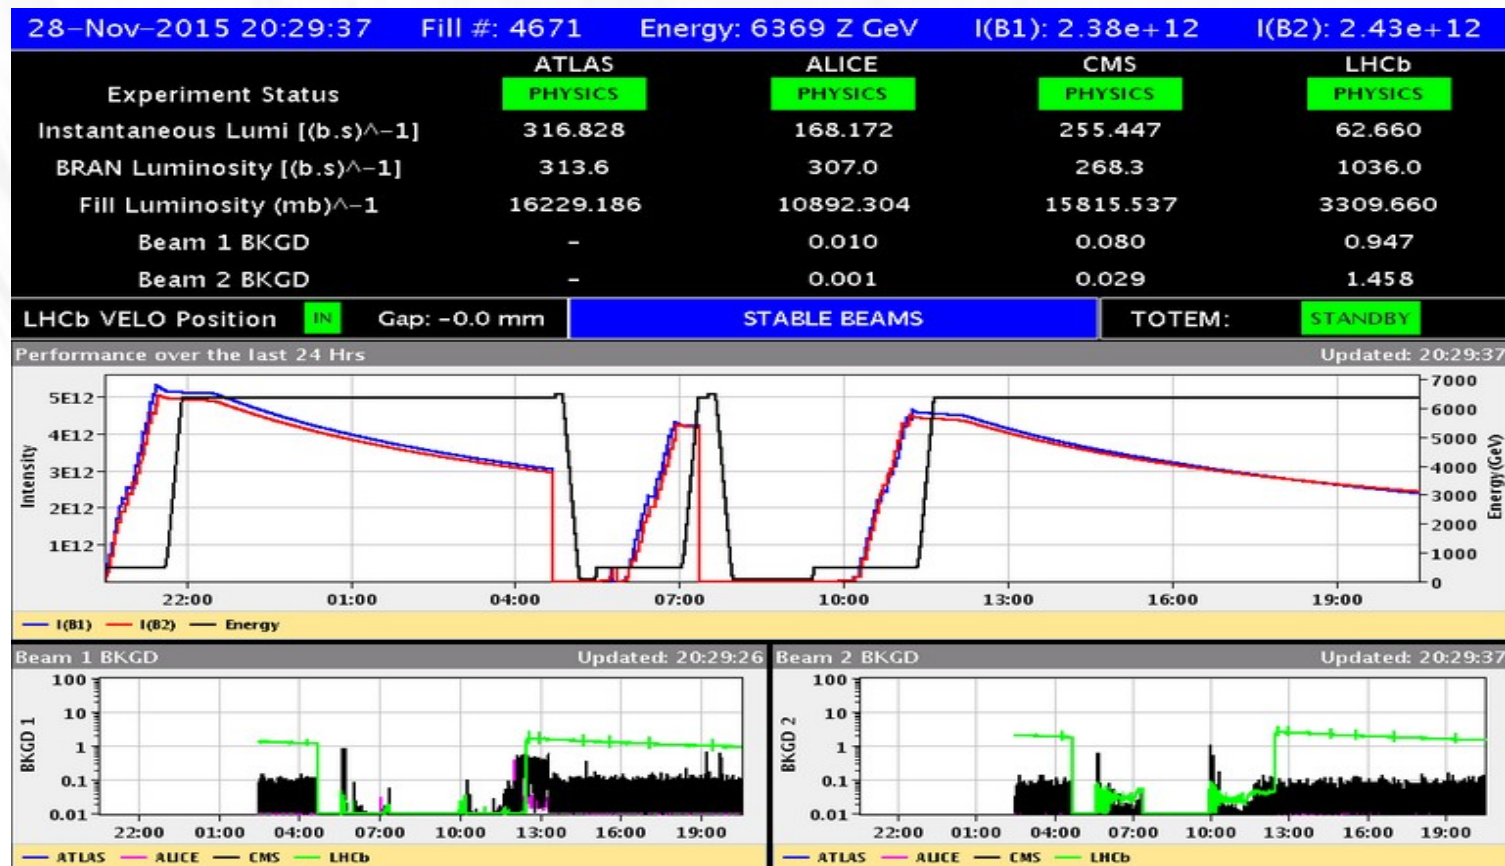 28-Nov-2015 20:29:37 Fill #: 4671 Energy: 6369 Z GeV I(B1): 2.38e+12 I(B2): 2.43e+12
ATLAS ALICE CMS LHCb
Experiment Status PHYSICS PHYSICS PHYSICS PHYSICS
Instantaneous Lumi [(b.s)^-1] 316.828 168.172 255.447 62.660
BRAN Luminosity [(b.s)^-1] 313.6 307.0 268.3 1036.0
Fill Luminosity (mb)^-1 16229.186 10892.304 15815.537 3309.660
Beam 1 BKGD - 0.010 0.080 0.947
Beam 2 BKGD - 0.001 0.029 1.458
LHCb VELO Position IN Gap: -0.0 mm STABLE BEAMS TOTEM: STANDBY
Performance over the last 24 Hrs Updated: 20:29:37
Intensity
5E12
4E12
3E12
2E12
1E12
7000
6000
5000
4000
3000
2000
1000
0
Energy(GeV)
22:00 01:00 04:00 07:00 10:00 13:00 16:00 19:00
I(B1) I(B2) Energy
Beam 1 BKGD Updated: 20:29:26
BKGD 1
100
10
1
0.1
0.01
22:00 01:00 04:00 07:00 10:00 13:00 16:00 19:00
ATLAS ALICE CMS LHCb
Beam 2 BKGD Updated: 20:29:37
BKGD 2
100
10
1
0.1
0.01
22:00 01:00 04:00 07:00 10:00 13:00 16:00 19:00
ATLAS ALICE CMS LHCb